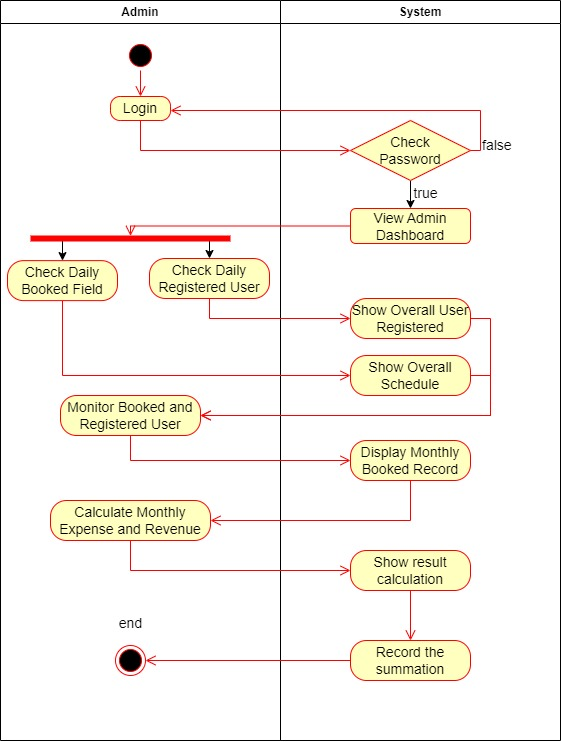 Admin
System
Login
Check
Password
false
true
View Admin
Dashboard
Check Daily
Booked Field
Check Daily
Registered User
Show Overall User
Registered
Show Overall
Schedule
Monitor Booked and
Registered User
Display Monthly
Booked Record
Calculate Monthly
Expense and Revenue
Show result
calculation
end
Record the
summation